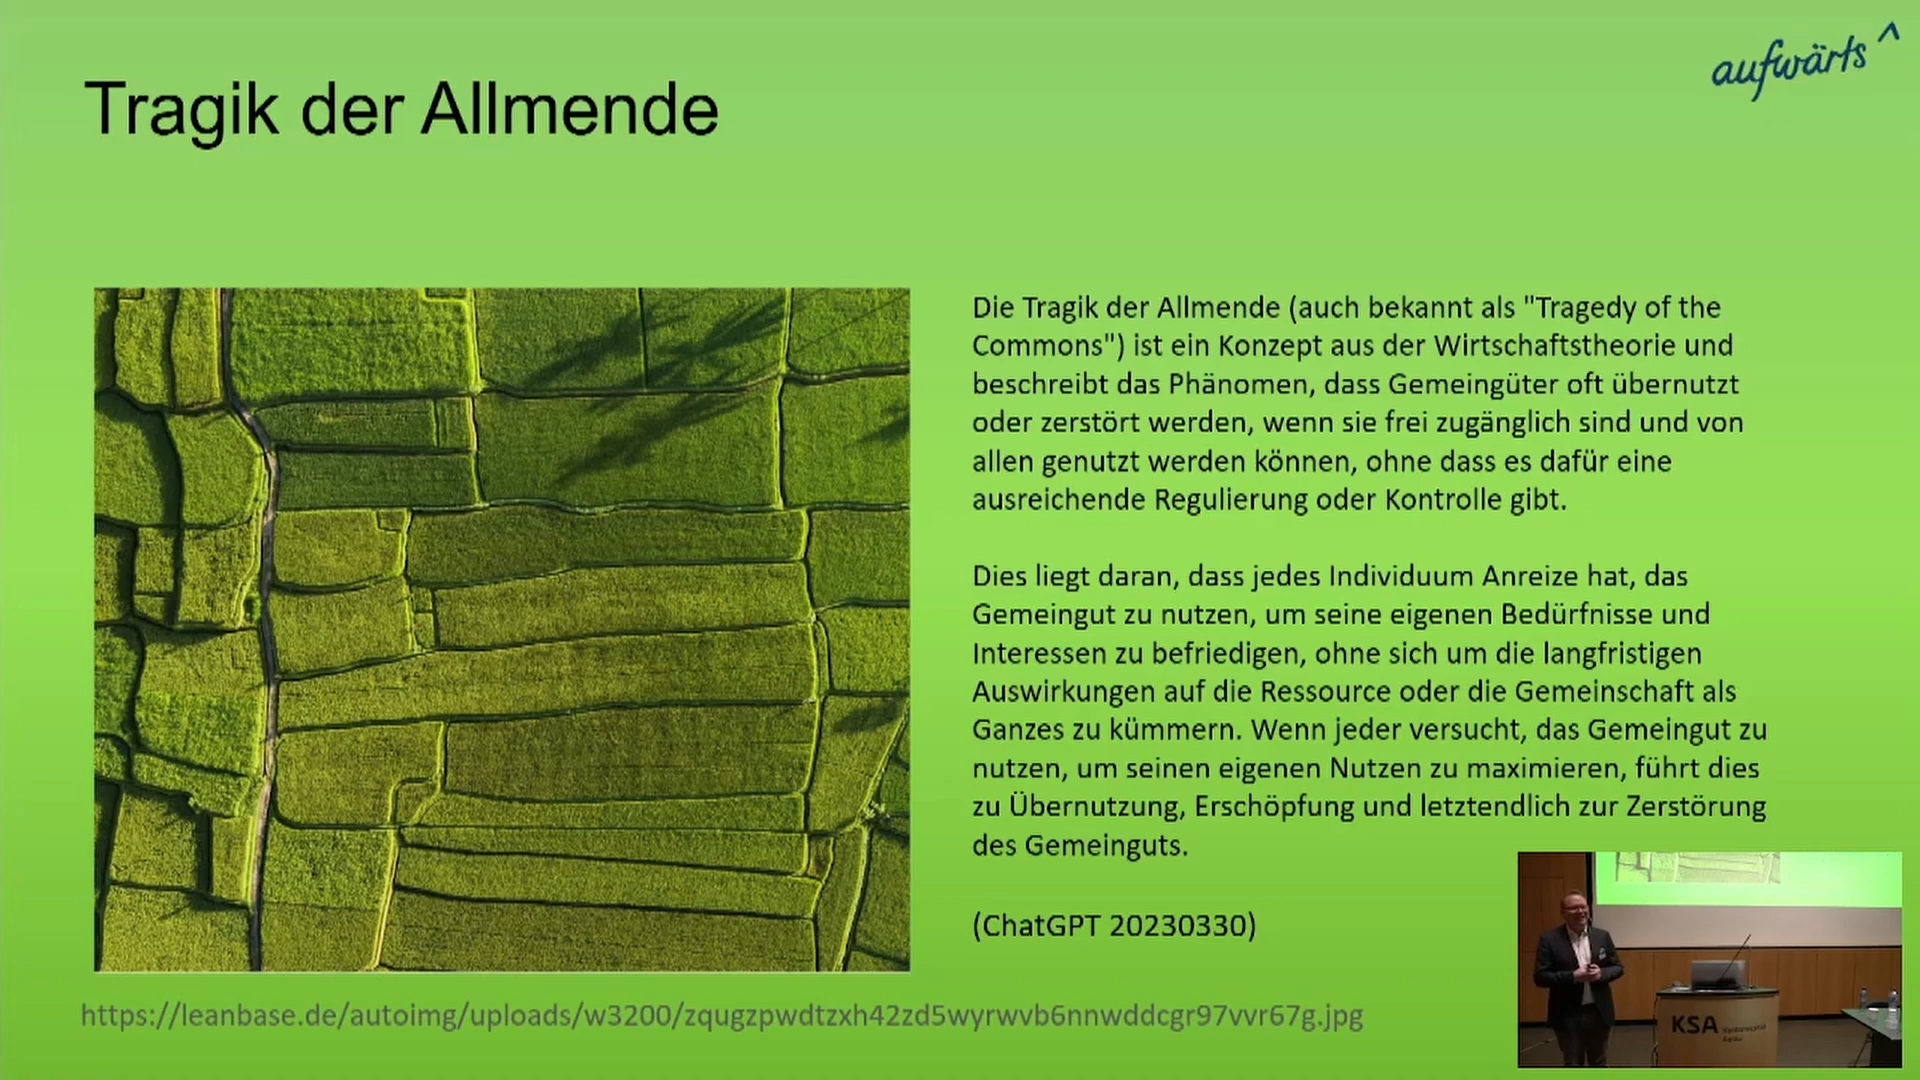 aufwärts ^
Tragik der Allmende
Die Tragik der Allmende (auch bekannt als "Tragedy of the
Commons") ist ein Konzept aus der Wirtschaftstheorie und
beschreibt das Phänomen, dass Gemeingüter oft übernutzt
oder zerstört werden, wenn sie frei zugänglich sind und von
allen genutzt werden können, ohne dass es dafür eine
ausreichende Regulierung oder Kontrolle gibt.
Dies liegt daran, dass jedes Individuum Anreize hat, das
Gemeingut zu nutzen, um seine eigenen Bedürfnisse und
Interessen zu befriedigen, ohne sich um die langfristigen
Auswirkungen auf die Ressource oder die Gemeinschaft als
Ganzes zu kümmern. Wenn jeder versucht, das Gemeingut zu
nutzen, um seinen eigenen Nutzen zu maximieren, führt dies
zu Übernutzung, Erschöpfung und letztendlich zur Zerstörung
des Gemeinguts.
(ChatGPT 20230330)
https://leanbase.de/autoimg/uploads/w3200/zqugzpwdtzxh42zd5wyrwvb6nnwddcgr97vvr67g.jpg
KSA